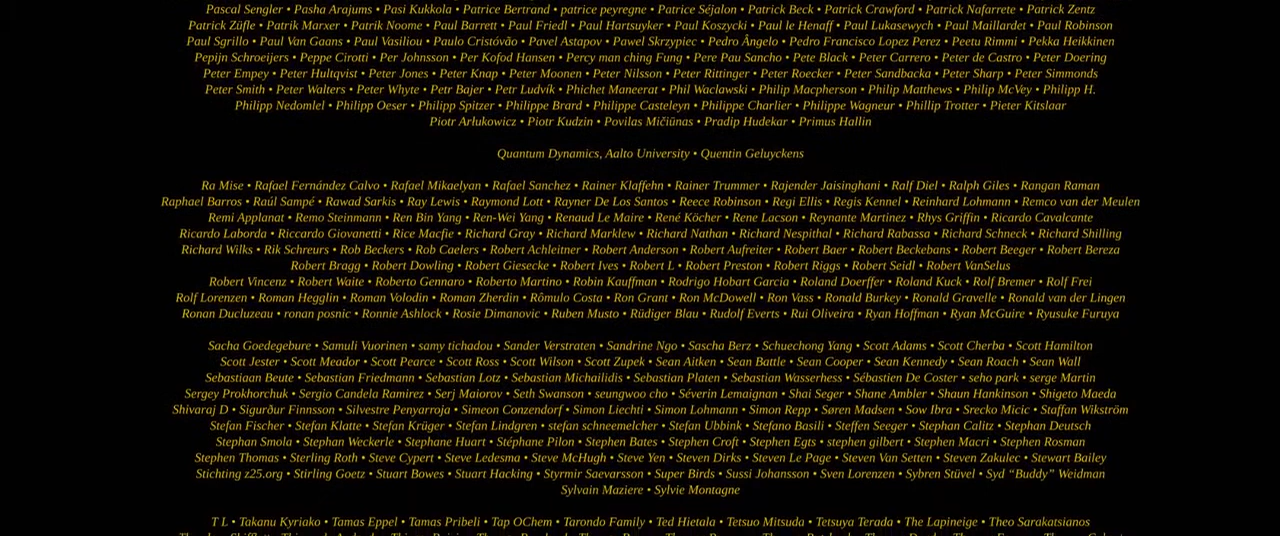 Pascal Sengler • Pasha Arajums • Pasi Kukkola • Patrice Bertrand • patrice peyregne • Patrice Séjalon • Patrick Beck • Patrick Crawford • Patrick Nafarrete • Patrick Zentz
Patrick Züfle • Patrik Marxer • Patrik Noome • Paul Barrett • Paul Friedl • Paul Hartsuyker • Paul Koszycki • Paul le Henaff • Paul Lukasewych • Paul Maillardet • Paul Robinson
Paul Sgrillo • Paul Van Gaans • Paul Vasiliou • Paulo Cristóvão • Pavel Astapov • Pawel Skrzypiec • Pedro Ângelo • Pedro Francisco Lopez Perez • Peetu Rimmi • Pekka Heikkinen
Pepijn Schroeijers • Peppe Cirotti • Per Johnsson • Per Kofod Hansen • Percy man ching Fung • Pere Pau Sancho • Pete Black • Peter Carrero • Peter de Castro • Peter Doering
Peter Empey • Peter Hultqvist • Peter Jones • Peter Knap • Peter Moonen • Peter Nilsson • Peter Rittinger • Peter Roecker • Peter Sandbacka • Peter Sharp • Peter Simmonds
Peter Smith • Peter Walters • Peter Whyte • Petr Bajer • Petr Ludvík • Phichet Maneerat • Phil Waclawski • Philip Macpherson • Philip Matthews • Philip McVey • Philipp H.
Philipp Nedomlel • Philipp Oeser • Philipp Spitzer • Philippe Brard • Philippe Casteleyn • Philippe Charlier • Philippe Wagneur • Phillip Trotter • Pieter Kitslaar
Piotr Arłukowicz • Piotr Kudzin • Povilas Mičiūnas • Pradip Hudekar • Primus Hallin
Quantum Dynamics, Aalto University • Quentin Geluyckens
Ra Mise • Rafael Fernández Calvo • Rafael Mikaelyan • Rafael Sanchez • Rainer Klaffehn • Rainer Trummer • Rajender Jaisinghani • Ralf Diel • Ralph Giles • Rangan Raman
Raphael Barros • Raúl Sampé • Rawad Sarkis • Ray Lewis • Raymond Lott • Rayner De Los Santos • Reece Robinson • Regi Ellis • Regis Kennel • Reinhard Lohmann • Remco van der Meulen
Remi Applanat • Remo Steinmann • Ren Bin Yang • Ren-Wei Yang • Renaud Le Maire • René Köcher • Rene Lacson • Reynante Martinez • Rhys Griffin • Ricardo Cavalcante
Ricardo Laborda • Riccardo Giovanetti • Rice Macfie • Richard Gray • Richard Marklew • Richard Nathan • Richard Nespithal • Richard Rabassa • Richard Schneck • Richard Shilling
Richard Wilks • Rik Schreurs • Rob Beckers • Rob Caelers • Robert Achleitner • Robert Anderson • Robert Aufreiter • Robert Baer • Robert Beckebans • Robert Beeger • Robert Bereza
Robert Bragg • Robert Dowling • Robert Giesecke • Robert Ives • Robert L • Robert Preston • Robert Riggs • Robert Seidl • Robert VanSelus
Robert Vincenz • Robert Waite • Roberto Gennaro • Roberto Martino • Robin Kauffman • Rodrigo Hobart Garcia • Roland Doerffer • Roland Kuck • Rolf Bremer • Rolf Frei
Rolf Lorenzen • Roman Hegglin • Roman Volodin • Roman Zherdin • Rômulo Costa • Ron Grant • Ron McDowell • Ron Vass • Ronald Burkey • Ronald Gravelle • Ronald van der Lingen
Ronan Ducluzeau • ronan posnic • Ronnie Ashlock • Rosie Dimanovic • Ruben Musto • Rüdiger Blau • Rudolf Everts • Rui Oliveira • Ryan Hoffman • Ryan McGuire • Ryusuke Furuya
Sacha Goedegebure • Samuli Vuorinen • samy tichadou • Sander Verstraten • Sandrine Ngo • Sascha Berz • Schuechong Yang • Scott Adams • Scott Cherba • Scott Hamilton
Scott Jester • Scott Meador • Scott Pearce • Scott Ross • Scott Wilson • Scott Zupek • Sean Aitken • Sean Battle • Sean Cooper • Sean Kennedy • Sean Roach • Sean Wall
Sebastiaan Beute • Sebastian Friedmann • Sebastian Lotz • Sebastian Michailidis • Sebastian Platen • Sebastian Wasserhess • Sébastien De Coster • seho park • serge Martin
Sergey Prokhorchuk • Sergio Candela Ramirez • Serj Maiorov • Seth Swanson • seungwoo cho • Séverin Lemaignan • Shai Seger • Shane Ambler • Shaun Hankinson • Shigeto Maeda
Shivaraj D • Sigurður Finnsson • Silvestre Penyarroja • Simeon Conzendorf • Simon Liechti • Simon Lohmann • Simon Repp • Søren Madsen • Sow Ibra • Srecko Micic • Staffan Wikström
Stefan Fischer • Stefan Klatte • Stefan Krüger • Stefan Lindgren • stefan schneemelcher • Stefan Ubbink • Stefano Basili • Steffen Seeger • Stephan Calitz • Stephan Deutsch
Stephan Smola • Stephan Weckerle • Stephane Huart • Stéphane Pilon • Stephen Bates • Stephen Croft • Stephen Egts • stephen gilbert • Stephen Macri • Stephen Rosman
Stephen Thomas • Sterling Roth • Steve Cypert • Steve Ledesma • Steve McHugh • Steve Yen • Steven Dirks • Steven Le Page • Steven Van Setten • Steven Zakulec • Stewart Bailey
Stichting z25.org • Stirling Goetz • Stuart Bowes • Stuart Hacking • Styrmir Saevarsson • Super Birds • Sussi Johansson • Sven Lorenzen • Sybren Stüvel • Syd “Buddy” Weidman
Sylvain Maziere • Sylvie Montagne
T L • Takanu Kyriako • Tamas Eppel • Tamas Pribeli • Tap OChem • Tarondo Family • Ted Hietala • Tetsuo Mitsuda • Tetsuya Terada • The Lapineige • Theo Sarakatsianos